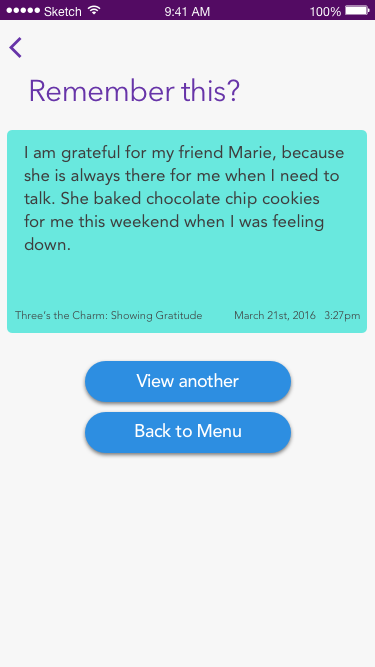 Sketch 9:41 AM 100%
Remember this?
I am grateful for my friend Marie, because
she is always there for me when I need to
talk. She baked chocolate chip cookies
for me this weekend when I was feeling
down.
Three's the Charm: Showing Gratitude March 21st, 2016 3:27pm
View another
Back to Menu